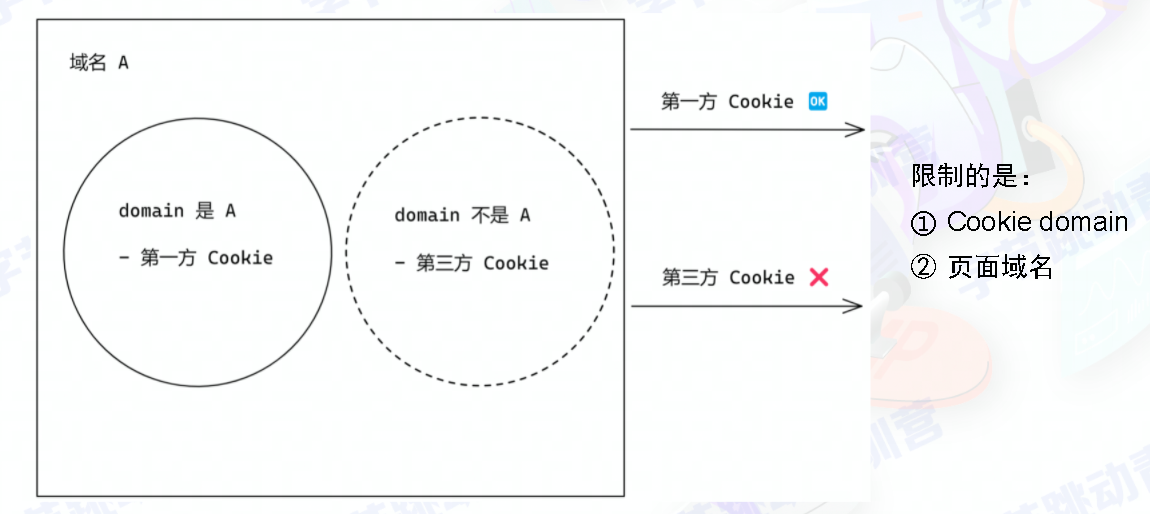 域名 A
domain 是 A
- 第一方 Cookie
domain 不是 A
- 第三方 Cookie
第一方 Cookie 🆗
第三方 Cookie ❌
限制的是：
① Cookie domain
② 页面域名